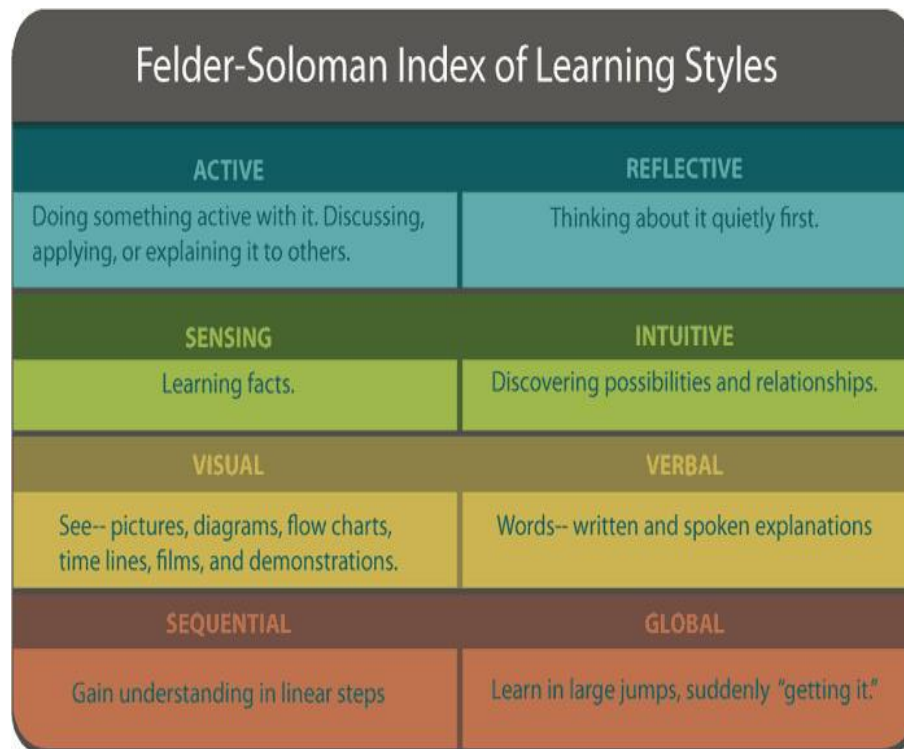 Felder-Soloman Index of Learning Styles
ACTIVE
Doing something active with it. Discussing,
applying, or explaining it to others.
REFLECTIVE
Thinking about it quietly first.
SENSING
Learning facts.
INTUITIVE
Discovering possibilities and relationships.
VISUAL
See-- pictures, diagrams, flow charts,
time lines, films, and demonstrations.
VERBAL
Words-- written and spoken explanations
SEQUENTIAL
Gain understanding in linear steps
GLOBAL
Learn in large jumps, suddenly “getting it.”